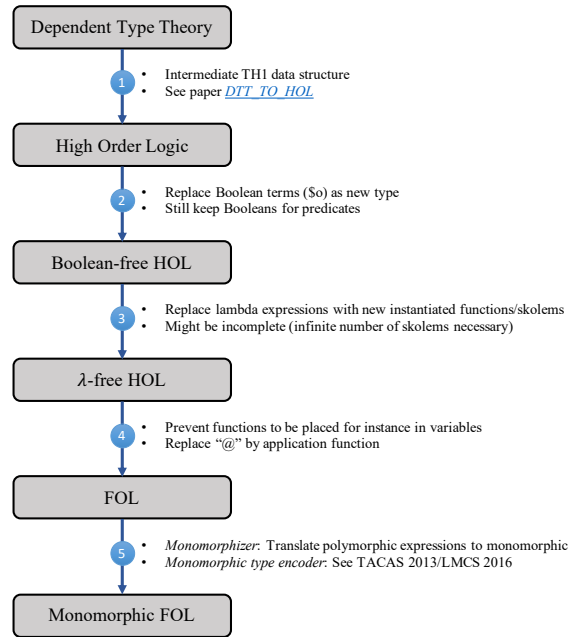 Dependent Type Theory
1
• Intermediate TH1 data structure
• See paper DTT_TO_HOL
High Order Logic
2
• Replace Boolean terms ($o) as new type
• Still keep Booleans for predicates
Boolean-free HOL
3
• Replace lambda expressions with new instantiated functions/skolems
• Might be incomplete (infinite number of skolems necessary)
λ-free HOL
4
• Prevent functions to be placed for instance in variables
• Replace “@” by application function
FOL
5
• Monomorphizer: Translate polymorphic expressions to monomorphic
• Monomorphic type encoder: See TACAS 2013/LMCS 2016
Monomorphic FOL